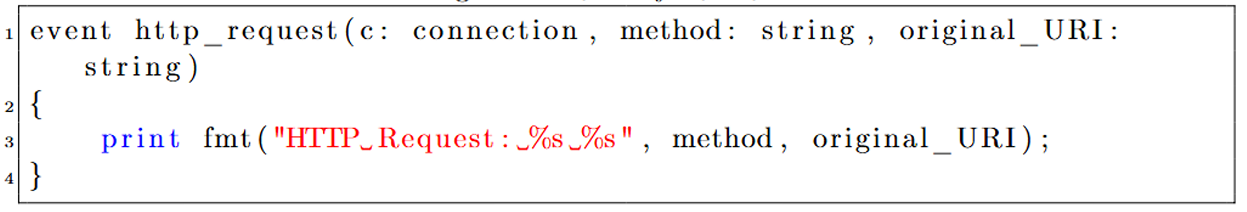 1 event http_request(c: connection, method: string, original_URI:
string)
2 {
3 print fmt("HTTP␣Request:␣%s␣%s", method, original_URI);
4 }